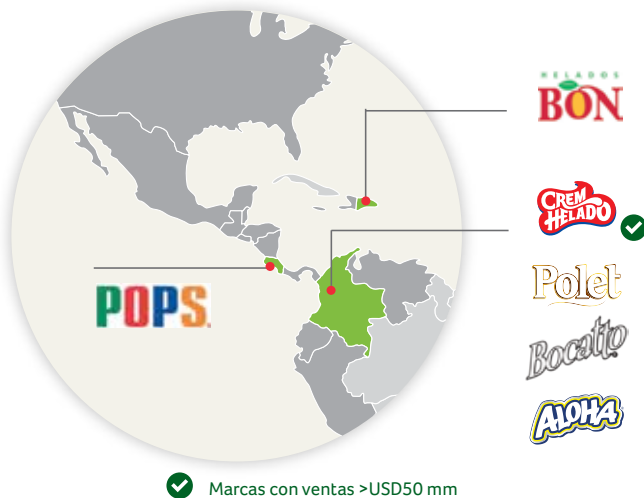 HELADOS
BON
CREM
HELADO
Polet
POPS.
Bocatto
ALOHA
Marcas con ventas >USD50 mm